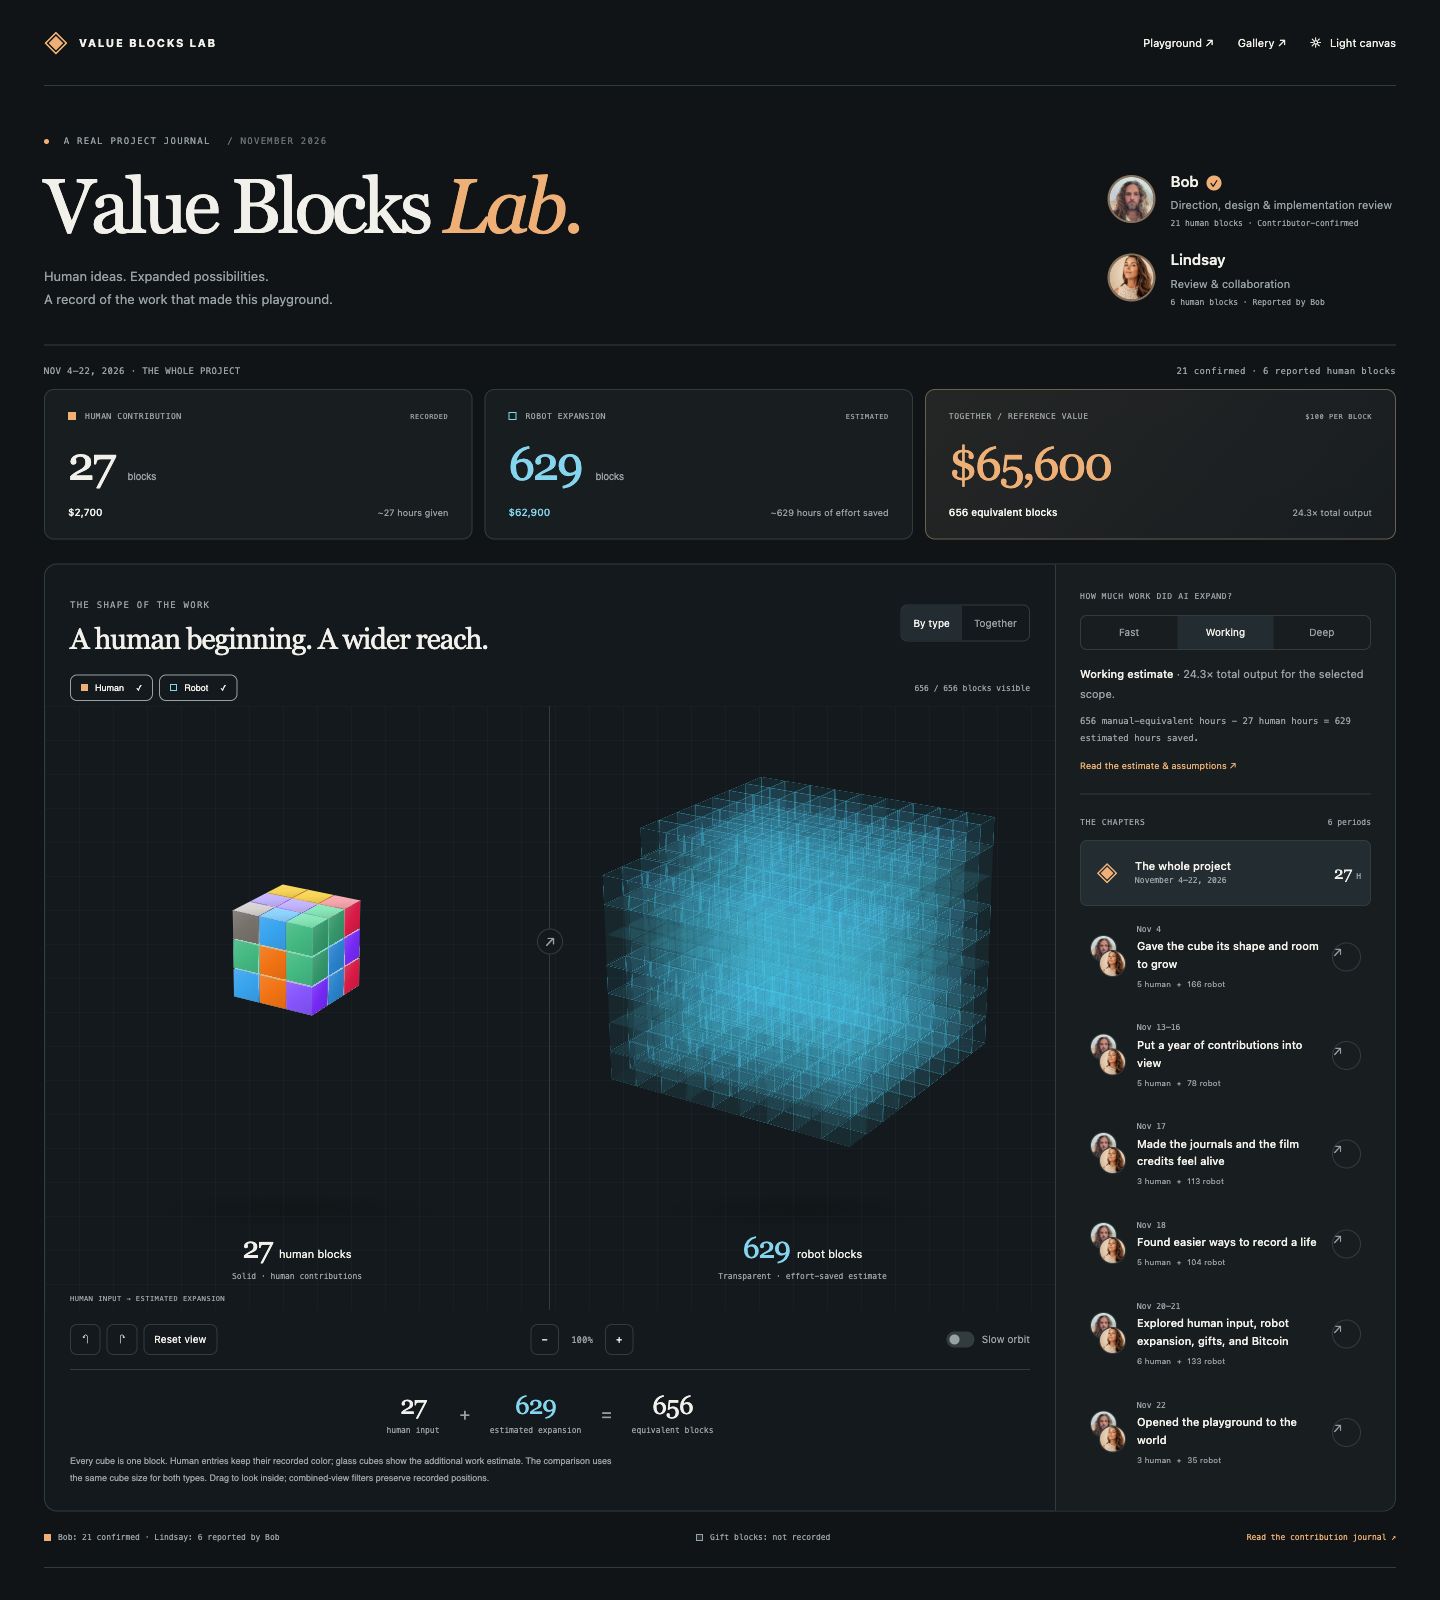 VALUE BLOCKS LAB
Playground ↗
Gallery ↗
Light canvas
A REAL PROJECT JOURNAL / NOVEMBER 2026
Value Blocks Lab.
Human ideas. Expanded possibilities.
A record of the work that made this playground.
Bob
Direction, design & implementation review
21 human blocks · Contributor-confirmed
Lindsay
Review & collaboration
6 human blocks · Reported by Bob
NOV 4–22, 2026 · THE WHOLE PROJECT
21 confirmed · 6 reported human blocks
HUMAN CONTRIBUTION
RECORDED
27 blocks
$2,700
~27 hours given
ROBOT EXPANSION
ESTIMATED
629 blocks
$62,900
~629 hours of effort saved
TOGETHER / REFERENCE VALUE
$100 PER BLOCK
$65,600
656 equivalent blocks
24.3× total output
THE SHAPE OF THE WORK
A human beginning. A wider reach.
By type
Together
Human ✓
Robot ✓
656 / 656 blocks visible
27 human blocks
Solid · human contributions
629 robot blocks
Transparent · effort-saved estimate
HUMAN INPUT → ESTIMATED EXPANSION
Reset view
− 100% +
Slow orbit
27 + 629 = 656
human input
estimated expansion
equivalent blocks
Every cube is one block. Human entries keep their recorded color; glass cubes show the additional work estimate. The comparison uses
the same cube size for both types. Drag to look inside; combined-view filters preserve recorded positions.
HOW MUCH WORK DID AI EXPAND?
Fast
Working
Deep
Working estimate · 24.3× total output for the selected
scope.
656 manual-equivalent hours − 27 human hours = 629
estimated hours saved.
Read the estimate & assumptions ↗
THE CHAPTERS
6 periods
The whole project
November 4–22, 2026
27 H
Nov 4
Gave the cube its shape and room
to grow
5 human + 166 robot
Nov 13–16
Put a year of contributions into
view
5 human + 78 robot
Nov 17
Made the journals and the film
credits feel alive
3 human + 113 robot
Nov 18
Found easier ways to record a life
5 human + 104 robot
Nov 20–21
Explored human input, robot
expansion, gifts, and Bitcoin
6 human + 133 robot
Nov 22
Opened the playground to the
world
3 human + 35 robot
Bob: 21 confirmed · Lindsay: 6 reported by Bob
Gift blocks: not recorded
Read the contribution journal ↗